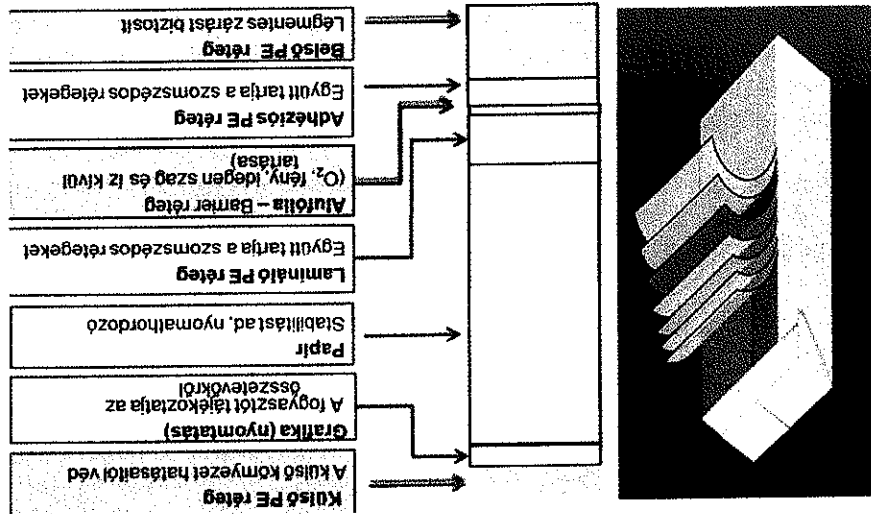 Külső PE réteg
A külső környezet hatásaitól véd
Grafika (nyomtatás)
A fogyasztót tájékoztatja az
összetevőkről
Papír
Stabilitást ad, nyomathordozó
Lamináló PE réteg
Együtt tartja a szomszédos rétegeket
Alufólia – Barrier réteg
(O₂, fény, idegen szag és íz kívül
tartása)
Adhéziós PE réteg
Együtt tartja a szomszédos rétegeket
Belső PE réteg
Légmentes zárást biztosít